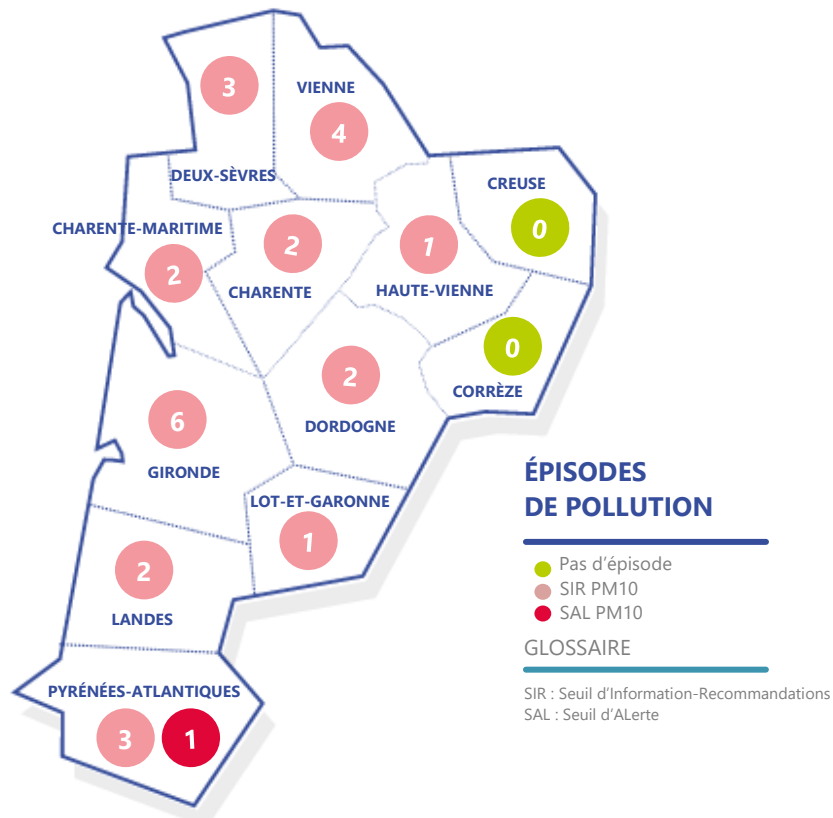 3
VIENNE
4
DEUX-SÈVRES
CREUSE
0
CHARENTE-MARITIME
2
2
CHARENTE
1
HAUTE-VIENNE
0
CORRÈZE
2
DORDOGNE
6
GIRONDE
LOT-ET-GARONNE
1
2
LANDES
PYRÉNÉES-ATLANTIQUES
3 1
ÉPISODES
DE POLLUTION
Pas d'épisode
SIR PM10
SAL PM10
GLOSSAIRE
SIR : Seuil d'Information-Recommandations
SAL : Seuil d'ALerte